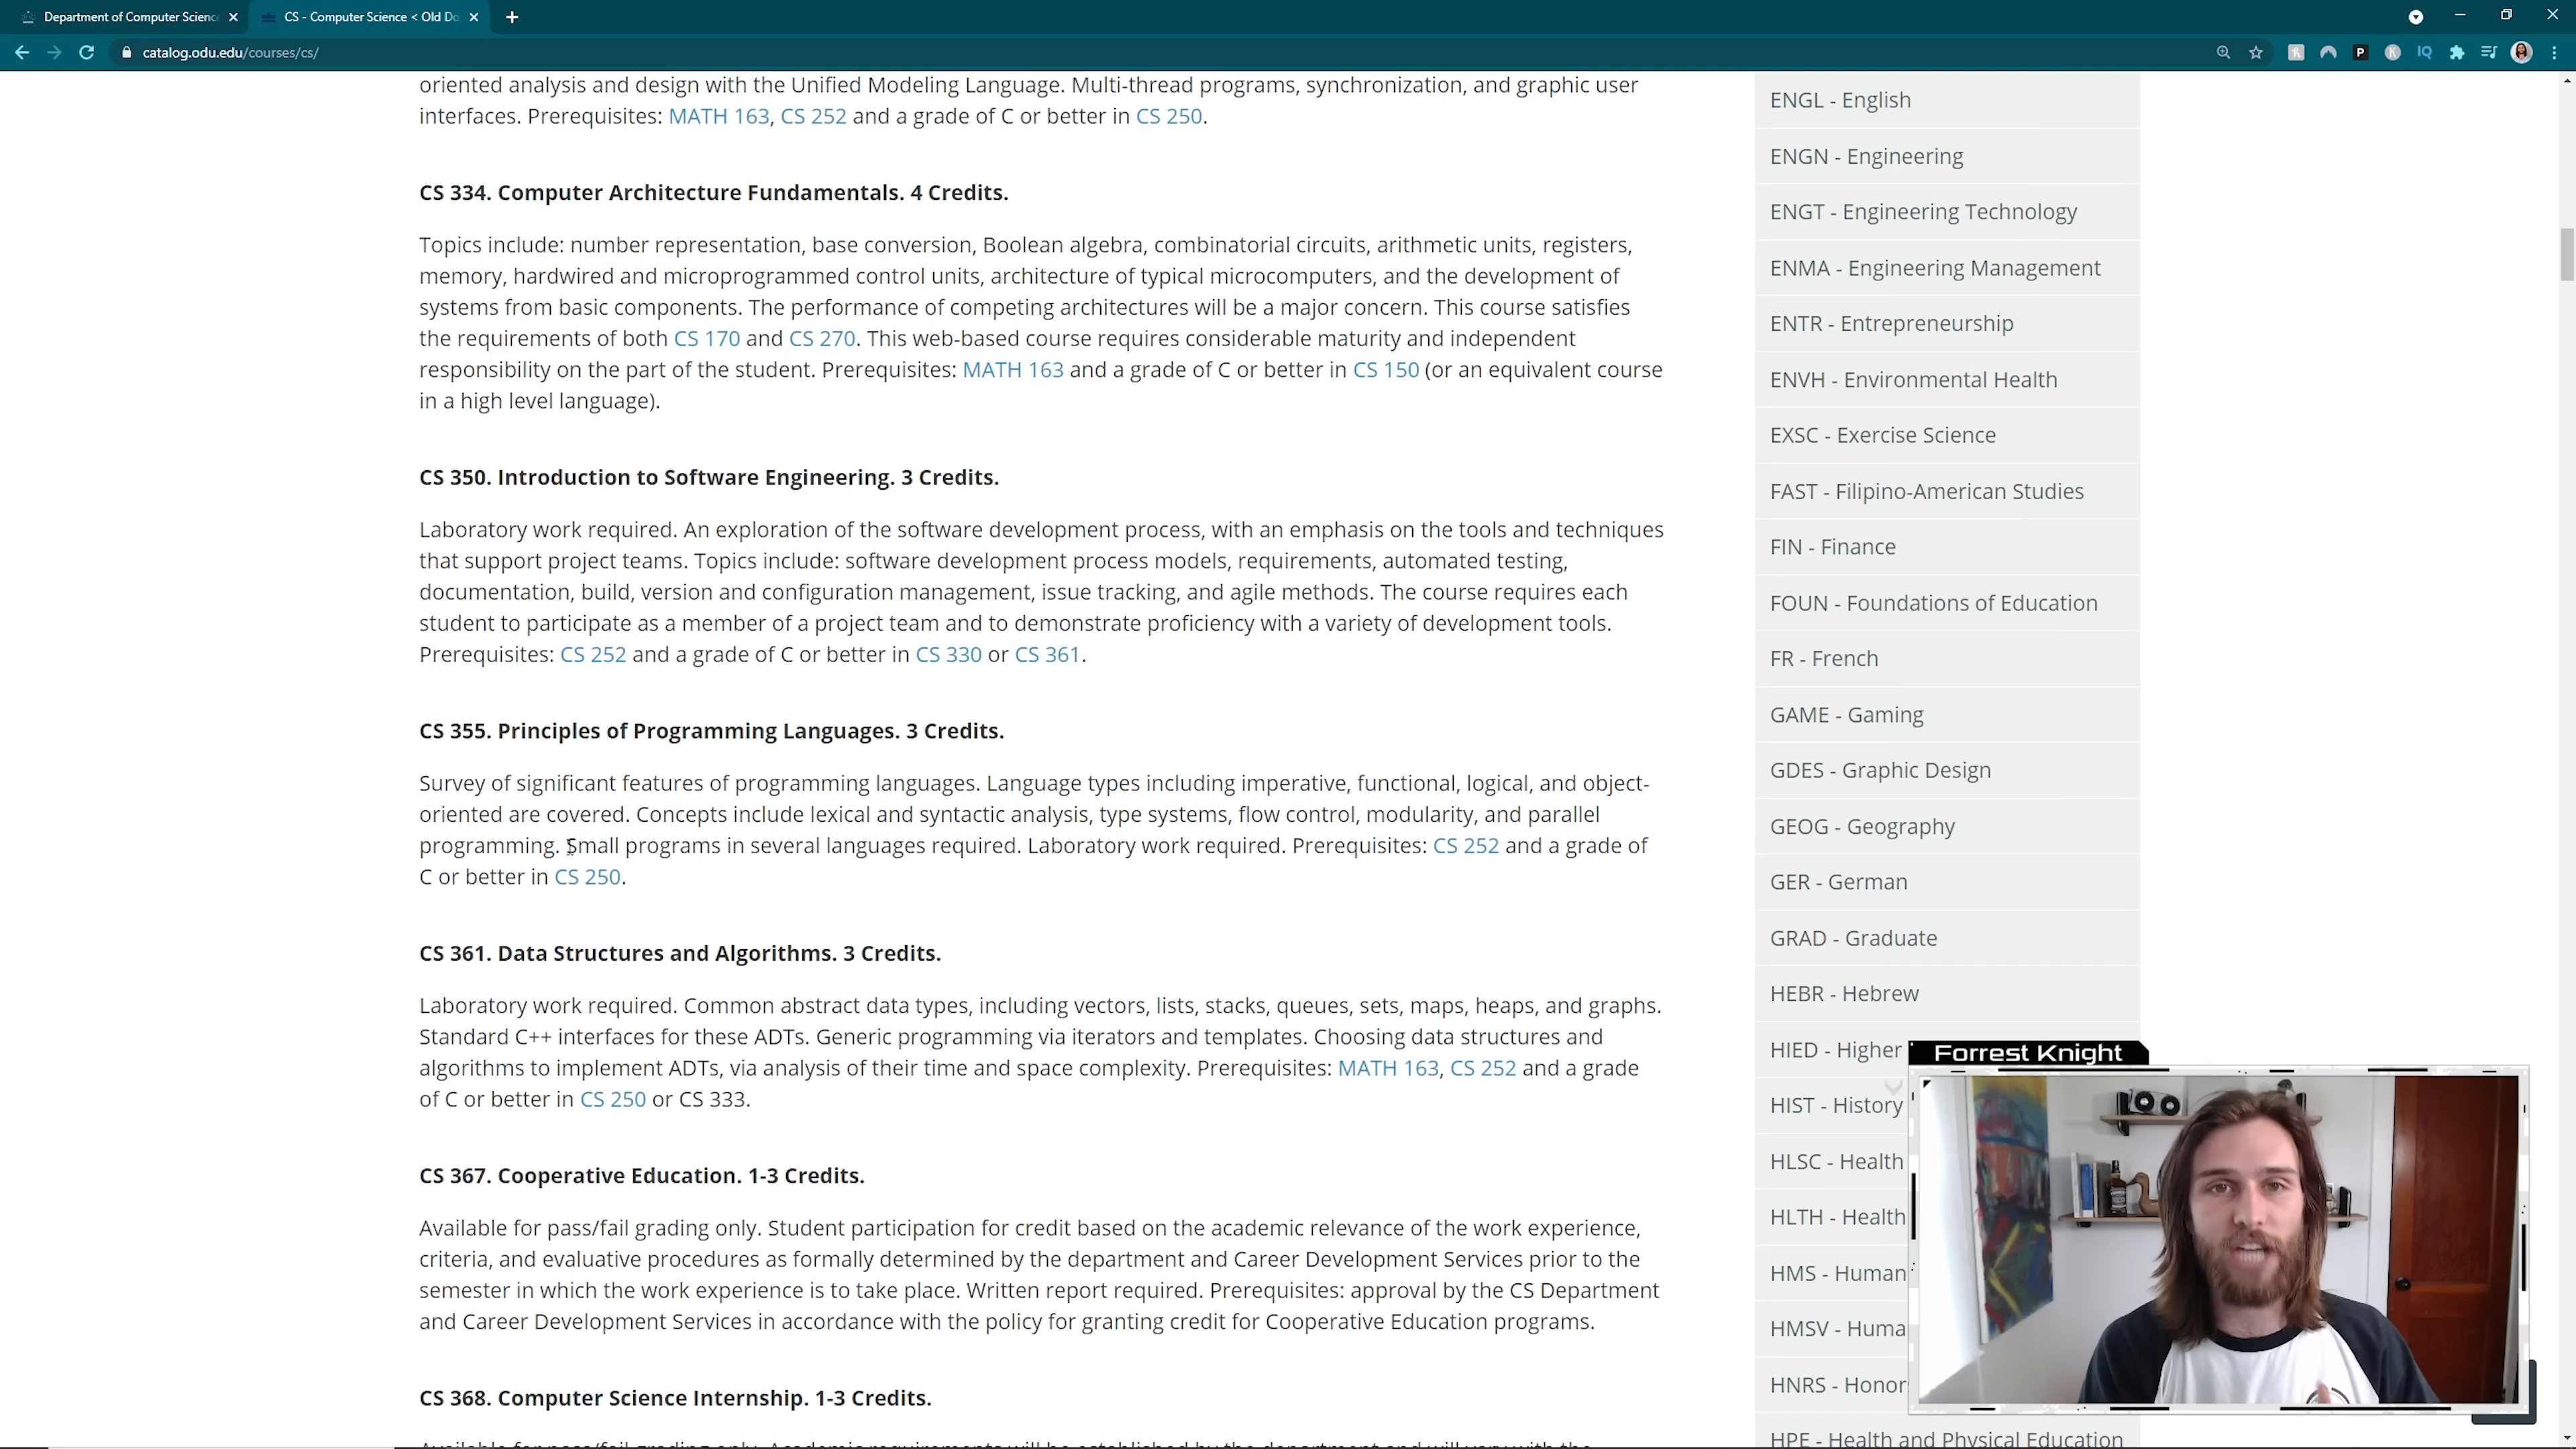 Department of Computer Scienc
CS - Computer Science < Old Do
catalog.odu.edu/courses/cs/
oriented analysis and design with the Unified Modeling Language. Multi-thread programs, synchronization, and graphic user
interfaces. Prerequisites: MATH 163, CS 252 and a grade of C or better in CS 250.
CS 334. Computer Architecture Fundamentals. 4 Credits.
Topics include: number representation, base conversion, Boolean algebra, combinatorial circuits, arithmetic units, registers,
memory, hardwired and microprogrammed control units, architecture of typical microcomputers, and the development of
systems from basic components. The performance of competing architectures will be a major concern. This course satisfies
the requirements of both CS 170 and CS 270. This web-based course requires considerable maturity and independent
responsibility on the part of the student. Prerequisites: MATH 163 and a grade of C or better in CS 150 (or an equivalent course
in a high level language).
CS 350. Introduction to Software Engineering. 3 Credits.
Laboratory work required. An exploration of the software development process, with an emphasis on the tools and techniques
that support project teams. Topics include: software development process models, requirements, automated testing,
documentation, build, version and configuration management, issue tracking, and agile methods. The course requires each
student to participate as a member of a project team and to demonstrate proficiency with a variety of development tools.
Prerequisites: CS 252 and a grade of C or better in CS 330 or CS 361.
CS 355. Principles of Programming Languages. 3 Credits.
Survey of significant features of programming languages. Language types including imperative, functional, logical, and object-
oriented are covered. Concepts include lexical and syntactic analysis, type systems, flow control, modularity, and parallel
programming. Small programs in several languages required. Laboratory work required. Prerequisites: CS 252 and a grade of
C or better in CS 250.
CS 361. Data Structures and Algorithms. 3 Credits.
Laboratory work required. Common abstract data types, including vectors, lists, stacks, queues, sets, maps, heaps, and graphs.
Standard C++ interfaces for these ADTs. Generic programming via iterators and templates. Choosing data structures and
algorithms to implement ADTs, via analysis of their time and space complexity. Prerequisites: MATH 163, CS 252 and a grade
of C or better in CS 250 or CS 333.
CS 367. Cooperative Education. 1-3 Credits.
Available for pass/fail grading only. Student participation for credit based on the academic relevance of the work experience,
criteria, and evaluative procedures as formally determined by the department and Career Development Services prior to the
semester in which the work experience is to take place. Written report required. Prerequisites: approval by the CS Department
and Career Development Services in accordance with the policy for granting credit for Cooperative Education programs.
CS 368. Computer Science Internship. 1-3 Credits.
ENGL - English
ENGN - Engineering
ENGT - Engineering Technology
ENMA - Engineering Management
ENTR - Entrepreneurship
ENVH - Environmental Health
EXSC - Exercise Science
FAST - Filipino-American Studies
FIN - Finance
FOUN - Foundations of Education
FR - French
GAME - Gaming
GDES - Graphic Design
GEOG - Geography
GER - German
GRAD - Graduate
HEBR - Hebrew
HIED - Higher
HIST - History
HLSC - Health
HLTH - Health
HMS - Human
HMSV - Huma
HNRS - Honor
HPE - Health and Physical Education
Forrest Knight